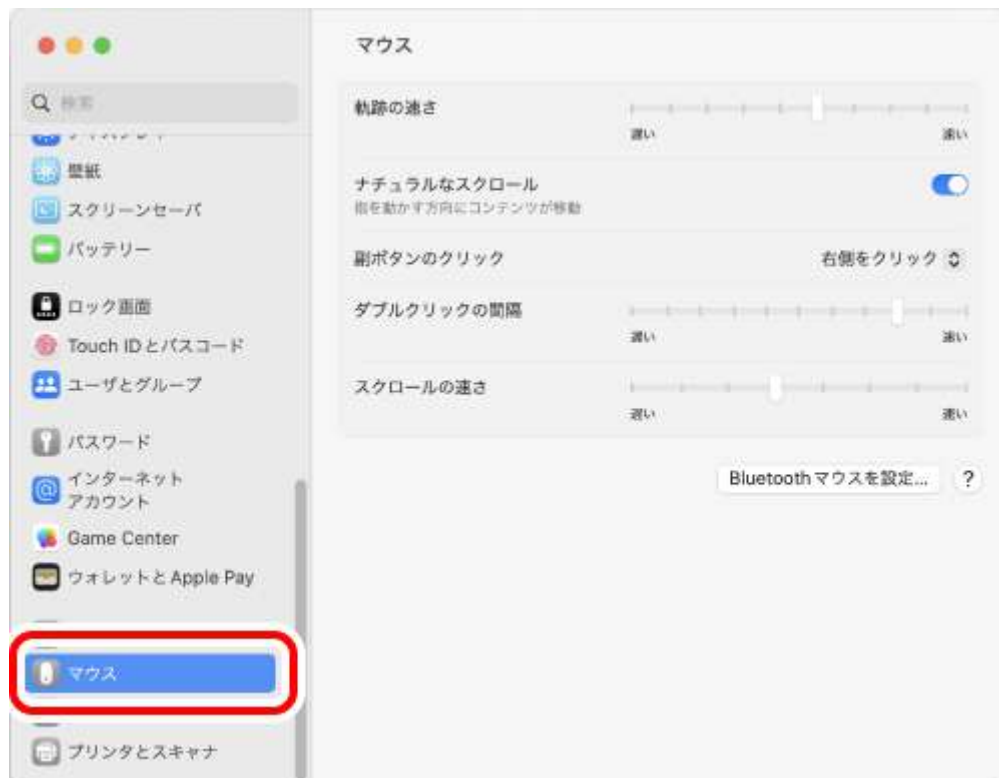 マウス
検索
壁紙
スクリーンセーバ
バッテリー
ロック画面
Touch IDとパスコード
ユーザとグループ
パスワード
インターネット
アカウント
Game Center
ウォレットとApple Pay
マウス
プリンタとスキャナ
軌跡の速さ
遅い
速い
ナチュラルなスクロール
指を動かす方向にコンテンツが移動
副ボタンのクリック
右側をクリック
ダブルクリックの間隔
遅い
速い
スクロールの速さ
遅い
速い
Bluetoothマウスを設定...
?